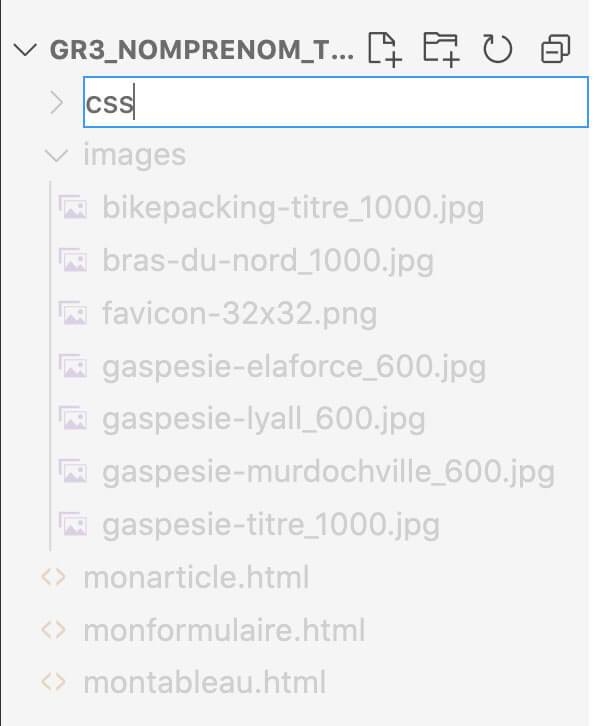 GR3_NOMPRENOM_T...
css
images
bikepacking-titre_1000.jpg
bras-du-nord_1000.jpg
favicon-32x32.png
gaspesie-elaforce_600.jpg
gaspesie-lyall_600.jpg
gaspesie-murdochville_600.jpg
gaspesie-titre_1000.jpg
monarticle.html
monformulaire.html
montableau.html